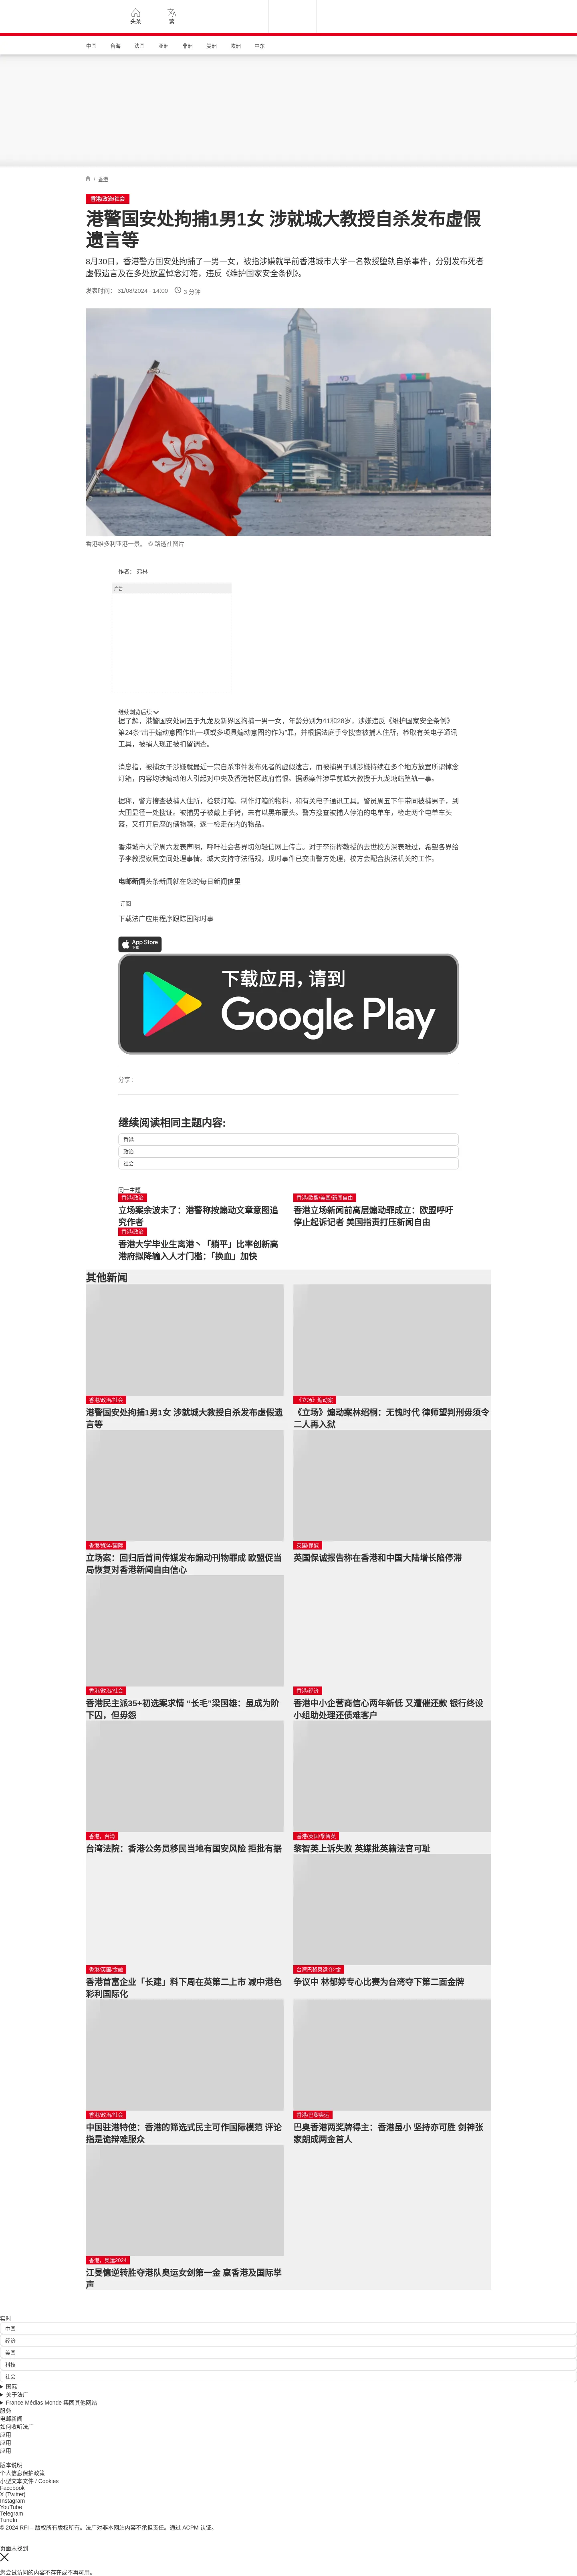 头条
繁
中国
台海
法国
亚洲
非洲
美洲
欧洲
中东
/ 香港
香港/政治/社会
港警国安处拘捕1男1女 涉就城大教授自杀发布虚假
遗言等
8月30日，香港警方国安处拘捕了一男一女，被指涉嫌就早前香港城市大学一名教授堕轨自杀事件，分别发布死者
虚假遗言及在多处放置悼念灯箱，违反《维护国家安全条例》。
发表时间： 31/08/2024 - 14:00
3 分钟
香港维多利亚港一景。 © 路透社图片
作者： 弗林
广告
继续浏览后续
据了解，港警国安处周五于九龙及新界区拘捕一男一女，年龄分别为41和28岁，涉嫌违反《维护国家安全条例》
第24条“出于煽动意图作出一项或多项具煽动意图的作为”罪，并根据法庭手令搜查被捕人住所，检取有关电子通讯
工具，被捕人现正被扣留调查。
消息指，被捕女子涉嫌就最近一宗自杀事件发布死者的虚假遗言，而被捕男子则涉嫌持续在多个地方放置所谓悼念
灯箱，内容均涉煽动他人引起对中央及香港特区政府憎恨。据悉案件涉早前城大教授于九龙塘站堕轨一事。
据称，警方搜查被捕人住所，检获灯箱、制作灯箱的物料，和有关电子通讯工具。警员周五下午带同被捕男子，到
大围显径一处搜证。被捕男子被戴上手铐，未有以黑布蒙头。警方搜查被捕人停泊的电单车，检走两个电单车头
盔，又打开后座的储物箱，逐一检走在内的物品。
香港城市大学周六发表声明，呼吁社会各界切勿轻信网上传言。对于李衍桦教授的去世校方深表难过，希望各界给
予李教授家属空间处理事情。城大支持守法循规，现时事件已交由警方处理，校方会配合执法机关的工作。
电邮新闻头条新闻就在您的每日新闻信里
订阅
下载法广应用程序跟踪国际时事
App Store
下载
下载应用，请到
Google Play
分享 :
继续阅读相同主题内容:
香港
政治
社会
同一主题
香港/政治
立场案余波未了：港警称按煽动文章意图追
究作者
香港/欧盟/美国/新闻自由
香港立场新闻前高层煽动罪成立：欧盟呼吁
停止起诉记者 美国指责打压新闻自由
香港/政治
香港大学毕业生离港丶「躺平」比率创新高
港府拟降输入人才门槛:「换血」加快
其他新闻
香港/政治/社会
港警国安处拘捕1男1女 涉就城大教授自杀发布虚假遗
言等
《立场》煽动案
《立场》煽动案林绍桐：无愧时代 律师望判刑毋须令
二人再入狱
香港/媒体/国际
立场案：回归后首间传媒发布煽动刊物罪成 欧盟促当
局恢复对香港新闻自由信心
英国/保诚
英国保诚报告称在香港和中国大陆增长陷停滞
香港/政治/社会
香港民主派35+初选案求情 “长毛”梁国雄：虽成为阶
下囚，但毋怨
香港/经济
香港中小企营商信心两年新低 又遭催还款 银行终设
小组助处理还债难客户
香港，台湾
台湾法院：香港公务员移民当地有国安风险 拒批有据
香港/英国/黎智英
黎智英上诉失败 英媒批英籍法官可耻
香港/英国/金融
香港首富企业「长建」料下周在英第二上市 减中港色
彩利国际化
台湾巴黎奥运夺2金
争议中 林郁婷专心比赛为台湾夺下第二面金牌
香港/政治/社会
中国驻港特使：香港的筛选式民主可作国际模范 评论
指是诡辩难服众
香港/巴黎奥运
巴奥香港两奖牌得主：香港虽小 坚持亦可胜 剑神张
家朗成两金首人
香港，奥运2024
江旻憓逆转胜夺港队奥运女剑第一金 赢香港及国际掌
声
实时
中国
经济
美国
科技
社会
国际
关于法广
France Médias Monde 集团其他网站
服务
电邮新闻
如何收听法广
应用
应用
应用
版本说明
个人信息保护政策
小型文本文件 / Cookies
Facebook
X (Twitter)
Instagram
YouTube
Telegram
TuneIn
© 2024 RFI – 版权所有版权所有。法广对非本网站内容不承担责任。通过 ACPM 认证。
页面未找到
您尝试访问的内容不存在或不再可用。